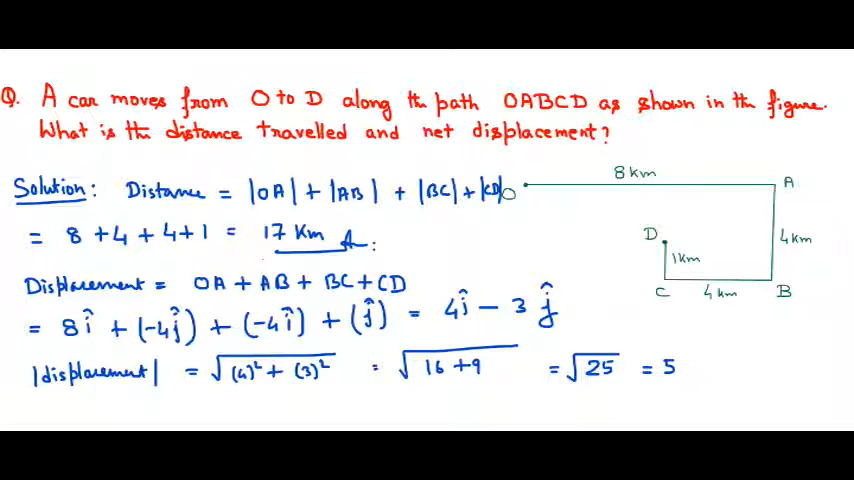 Q. A car moves from O to D along th path OABCD as shown in th figure.
What is th distance travelled and net displacement?
Solution: Distance = |OA| + |AB| + |BC| + |CD|
= 8 + 4 + 4 + 1 = 17 Km A:
Displacement = OA + AB + BC + CD
= 8î + (-4ĵ) + (-4î) + (ĵ) = 4î - 3ĵ
|displacement| = √(4)² + (3)² = √16 + 9 = √25 = 5
O
8 km
A
4 km
D
1 km
C
4 km
B